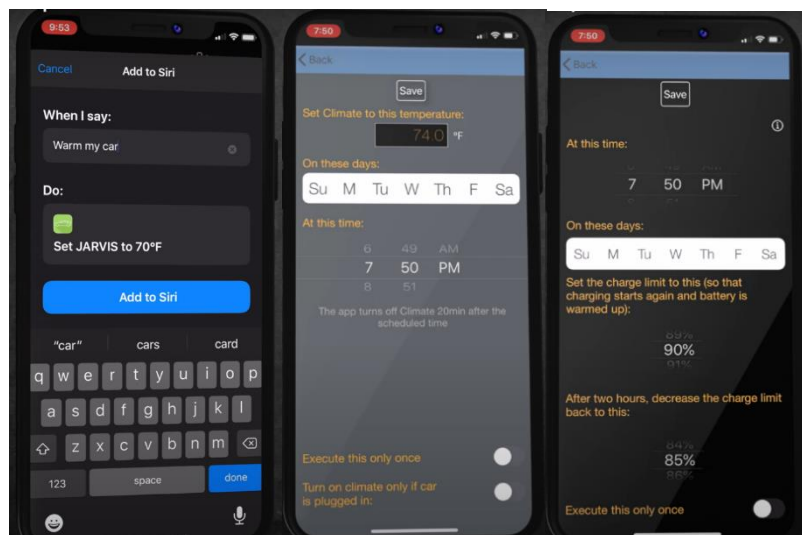 9:53
Cancel
Add to Siri
When I say:
Warm my car
Do:
Set JARVIS to 70°F
Add to Siri
"car" cars card
q w e r t y u i o p
a s d f g h j k l
z x c v b n m
123 space done
7:50
Back
Save
Set Climate to this temperature:
74.0 °F
On these days:
Su M Tu W Th F Sa
At this time:
6 49 AM
7 50 PM
8 51
The app turns off Climate 20min after the
scheduled time
Execute this only once
Turn on climate only if car
is plugged in:
7:50
Back
Save
At this time:
7 50 PM
On these days:
Su M Tu W Th F Sa
Set the charge limit to this (so that
charging starts again and battery is
warmed up):
89%
90%
91%
After two hours, decrease the charge limit
back to this:
84%
85%
86%
Execute this only once